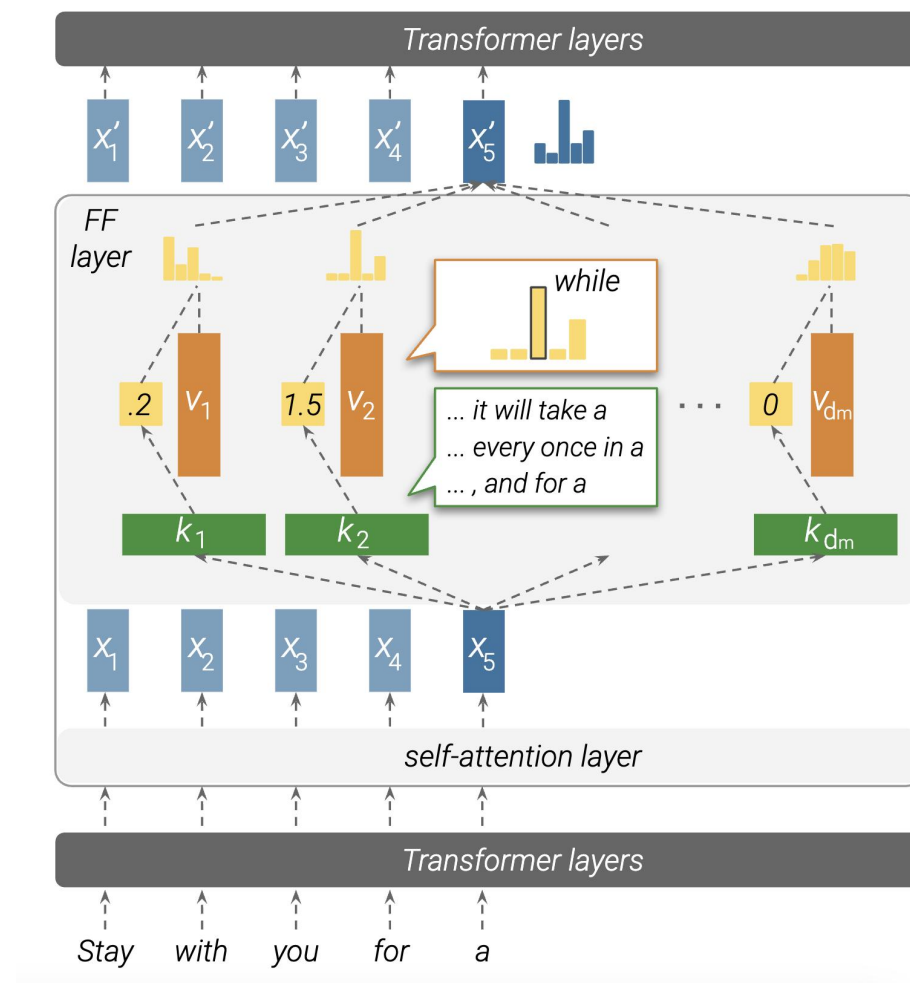 Transformer layers
x′1 x′2 x′3 x′4 x′5
FF
layer
while
.2 v1 1.5 v2 ... 0 vdm
... it will take a
... every once in a
... , and for a
k1 k2 kdm
x1 x2 x3 x4 x5
self-attention layer
Transformer layers
Stay with you for a